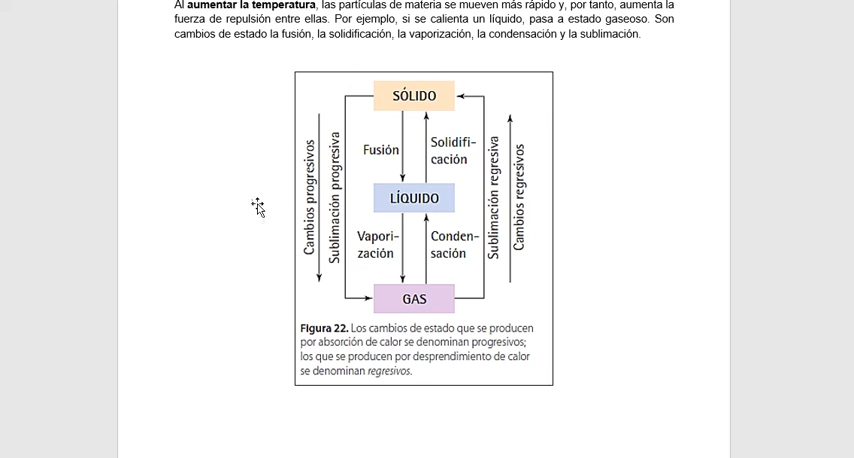 Al aumentar la temperatura, las partículas de materia se mueven más rápido y, por tanto, aumenta la
fuerza de repulsión entre ellas. Por ejemplo, si se calienta un líquido, pasa a estado gaseoso. Son
cambios de estado la fusión, la solidificación, la vaporización, la condensación y la sublimación.
SÓLIDO
Cambios progresivos
Sublimación progresiva
Fusión
Solidifi-
cación
Sublimación regresiva
Cambios regresivos
LÍQUIDO
Vapori-
zación
Conden-
sación
GAS
Figura 22. Los cambios de estado que se producen
por absorción de calor se denominan progresivos;
los que se producen por desprendimiento de calor
se denominan regresivos.